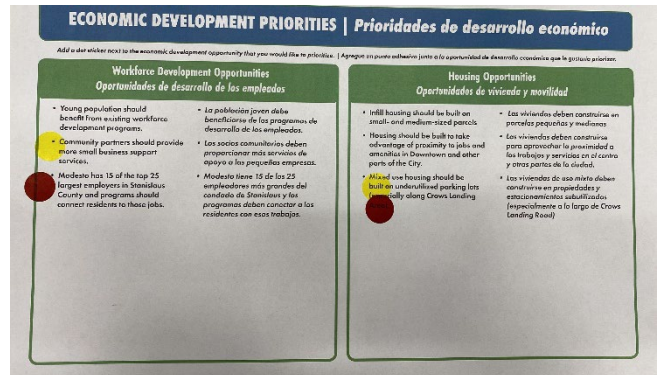 ECONOMIC DEVELOPMENT PRIORITIES | Prioridades de desarrollo económico
Add a dot sticker next to the economic development opportunity that you would like to prioritize. | Agregue un punto adhesivo junto a la oportunidad de desarrollo económico que le gustaría priorizar.
Workforce Development Opportunities
Oportunidades de desarrollo de los empleados
• Young population should
benefit from existing workforce
development programs.
• Community partners should provide
more small business support
services.
• Modesto has 15 of the top 25
largest employers in Stanislaus
County and programs should
connect residents to those jobs.
• La población joven debe
beneficiarse de los programas de
desarrollo de los empleados.
• Los socios comunitarios deben
proporcionar más servicios de
apoyo a las pequeñas empresas.
• Modesto tiene 15 de los 25
empleadores más grandes del
condado de Stanislaus y los
programas deben conectar a los
residentes con esos trabajos.
Housing Opportunities
Oportunidades de vivienda y movilidad
• Infill housing should be built on
small- and medium-sized parcels
• Housing should be built to take
advantage of proximity to jobs and
amenities in Downtown and other
parts of the City.
• Mixed use housing should be
built on underutilized parking lots
(especially along Crows Landing
• Las viviendas deben construirse en
parcelas pequeñas y medianas
• Las viviendas deben construirse
para aprovechar la proximidad a
los trabajos y servicios en el centro
y otras partes de la ciudad.
• Las viviendas de uso mixto deben
construirse en propiedades y
estacionamientos subutilizados
(especialmente a lo largo de Crows
Landing Road)